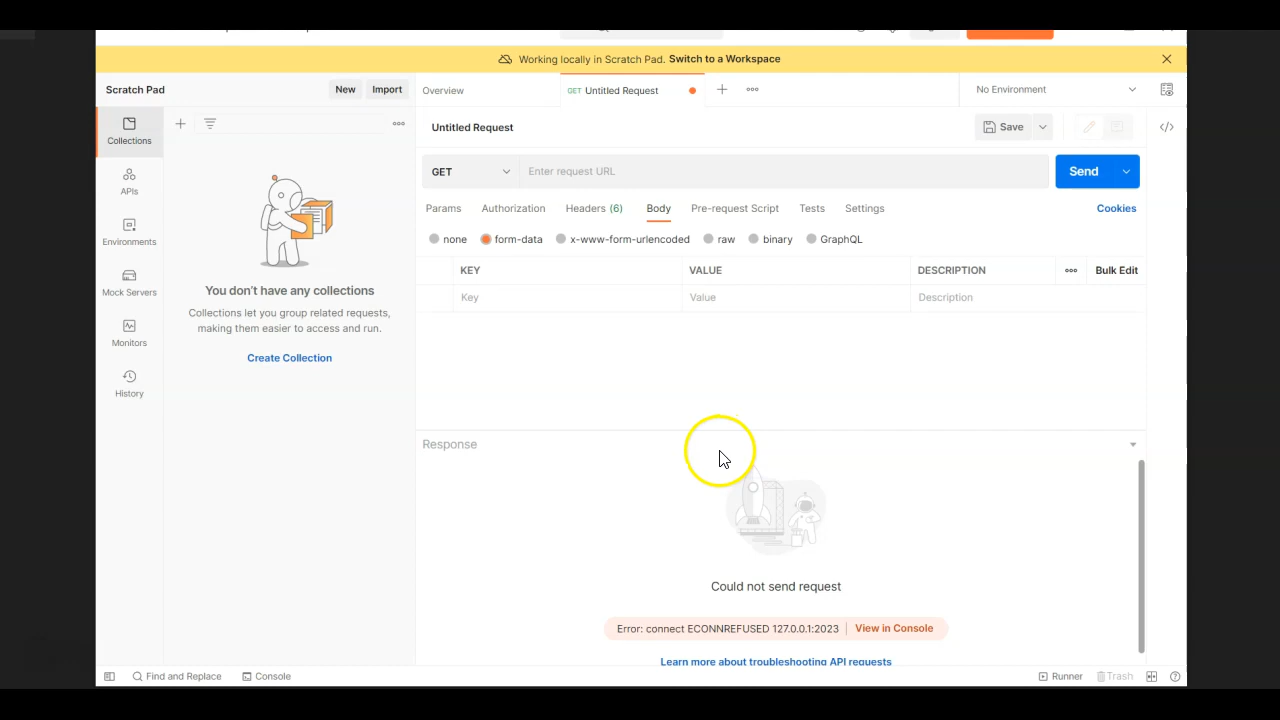 Working locally in Scratch Pad. Switch to a Workspace
Scratch Pad
New
Import
Overview
GET Untitled Request
No Environment
Collections
APIs
Environments
Mock Servers
Monitors
History
You don't have any collections
Collections let you group related requests,
making them easier to access and run.
Create Collection
Untitled Request
Save
GET
Enter request URL
Send
Params
Authorization
Headers (6)
Body
Pre-request Script
Tests
Settings
Cookies
none
form-data
x-www-form-urlencoded
raw
binary
GraphQL
KEY
VALUE
DESCRIPTION
Bulk Edit
Key
Value
Description
Response
Could not send request
Error: connect ECONNREFUSED 127.0.0.1:2023
View in Console
Learn more about troubleshooting API requests
Find and Replace
Console
Runner
Trash